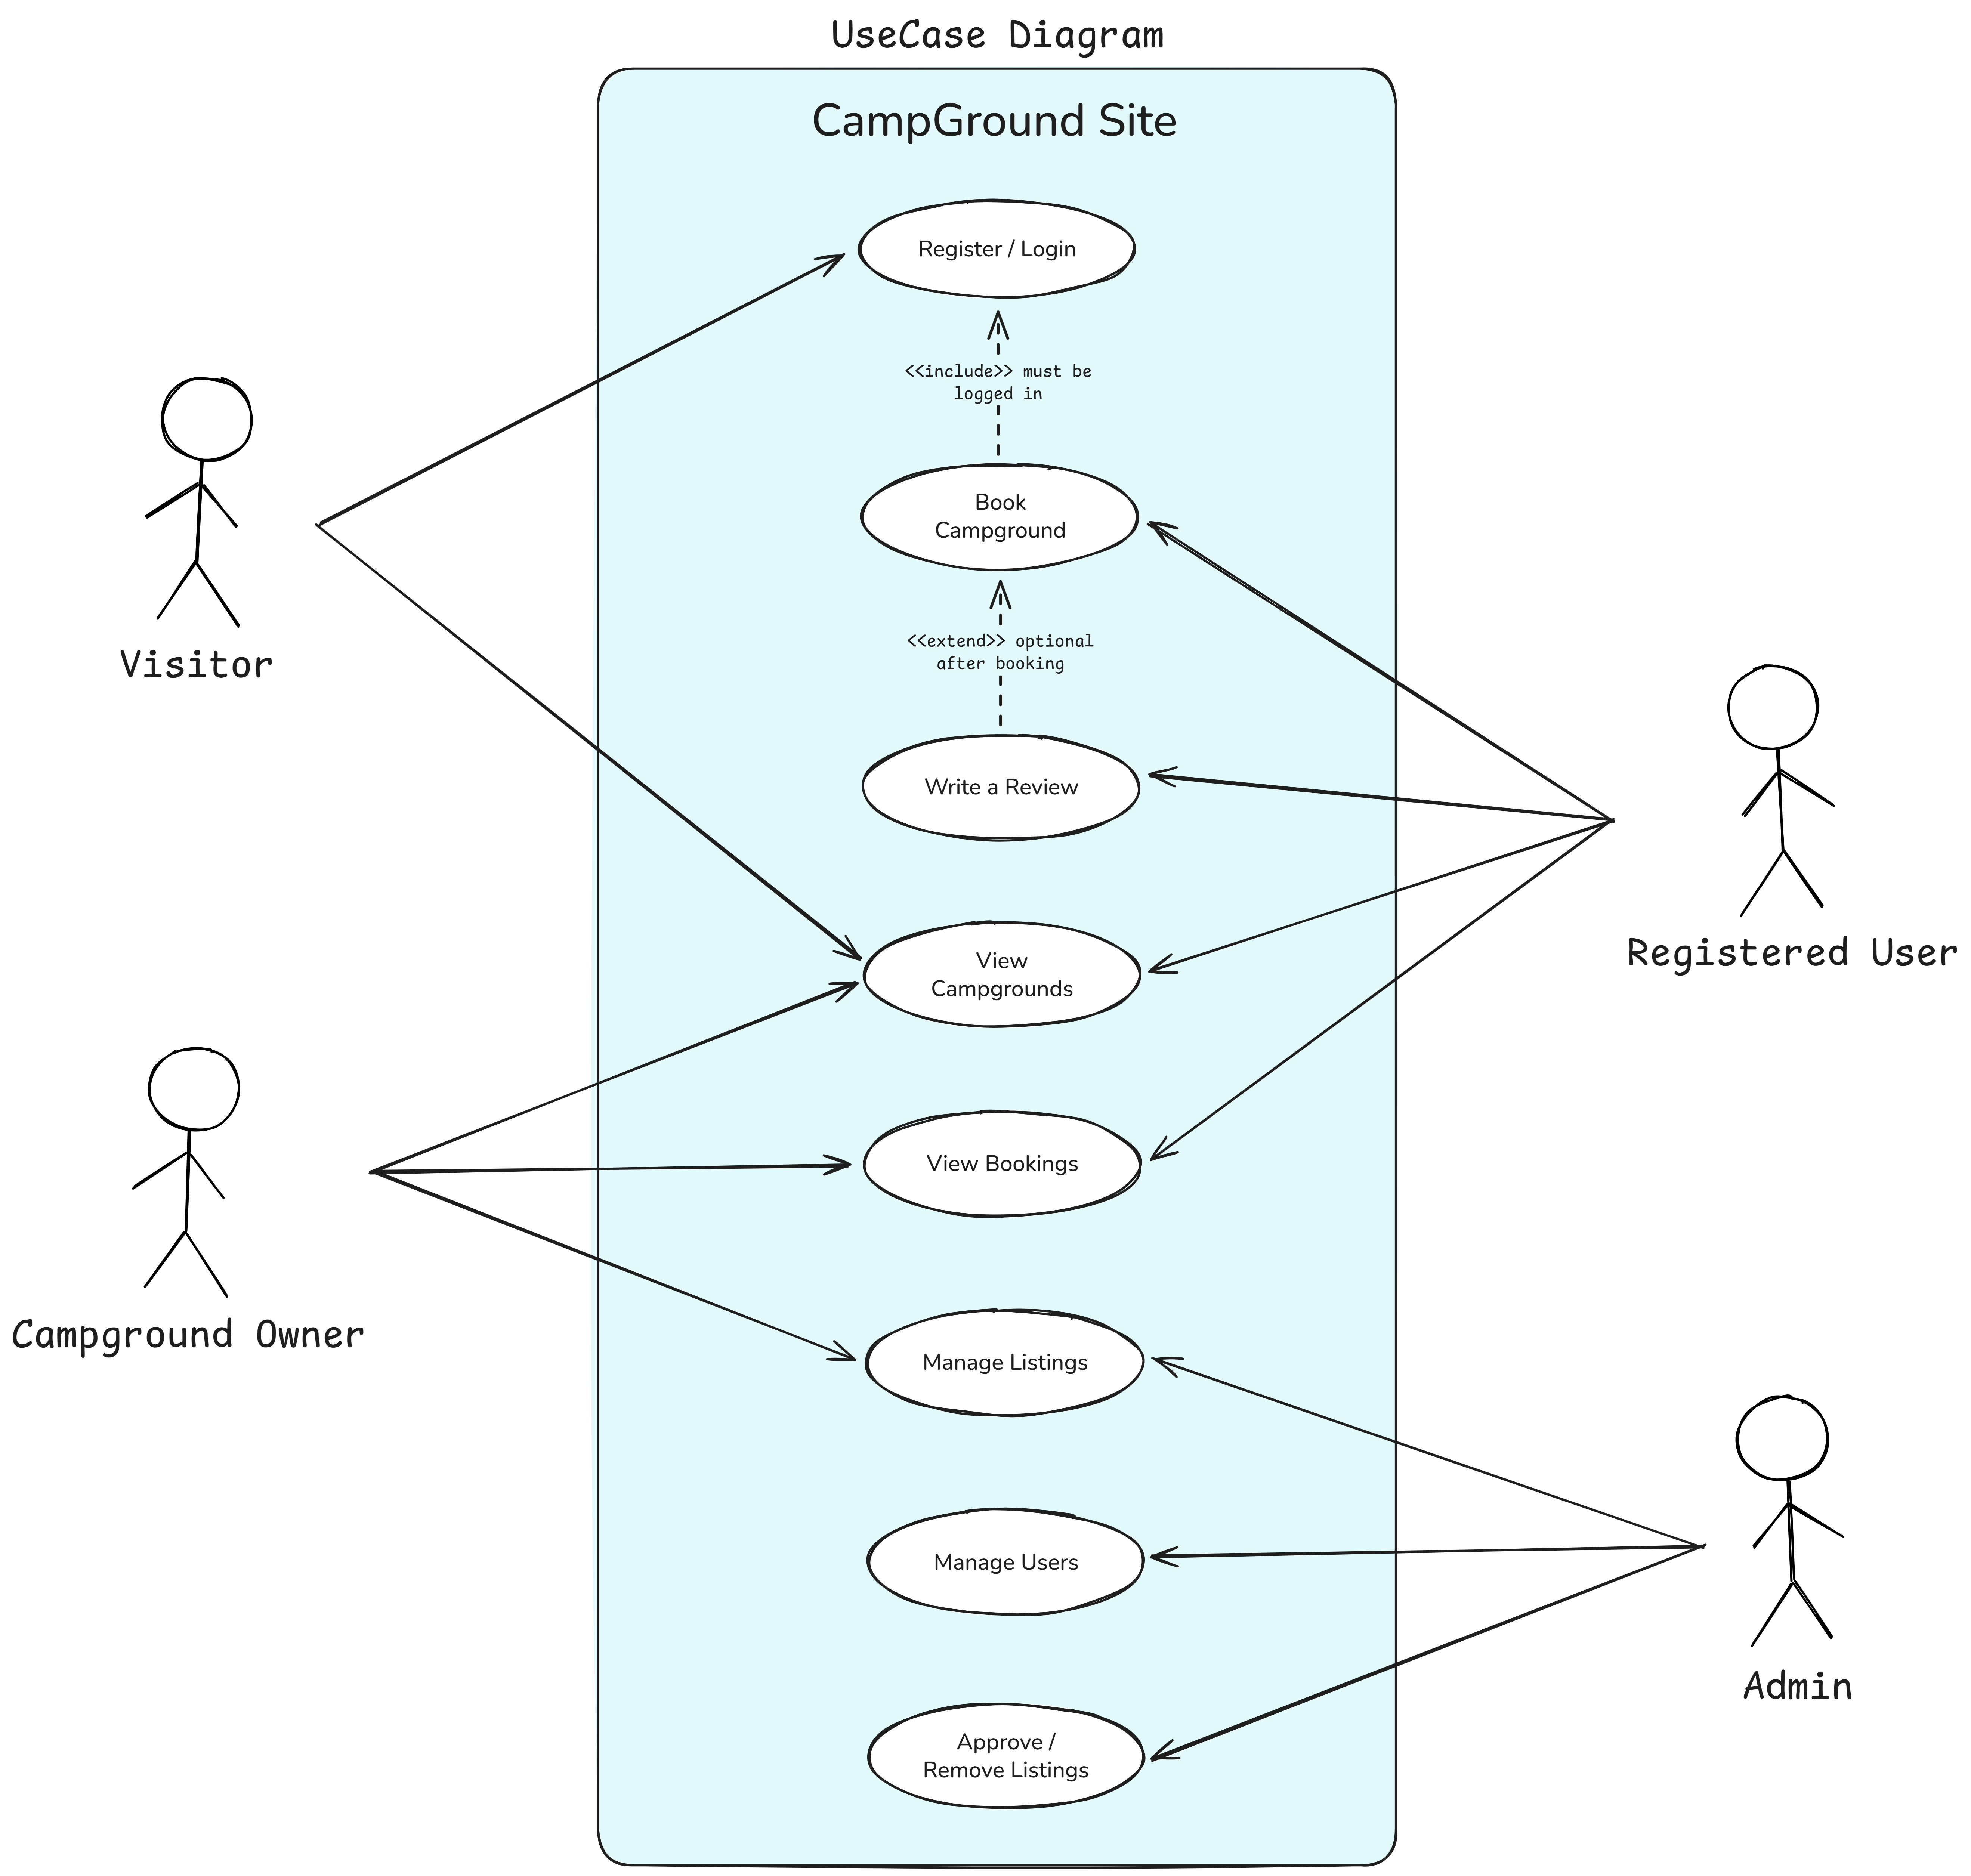 UseCase Diagram
CampGround Site
Register / Login
<<include>> must be
logged in
Book
Campground
<<extend>> optional
after booking
Visitor
Write a Review
Registered User
View
Campgrounds
View Bookings
Campground Owner
Manage Listings
Manage Users
Admin
Approve /
Remove Listings